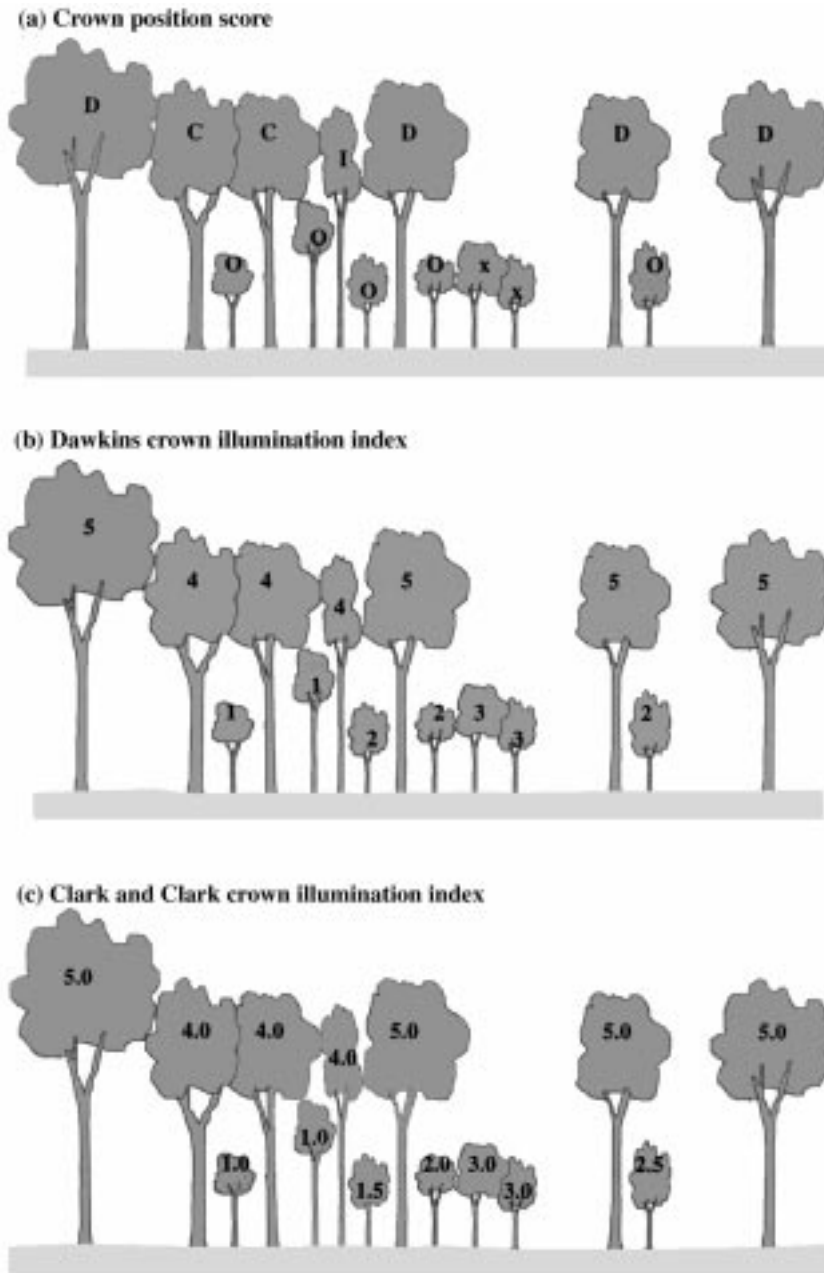 (a) Crown position score
D C C I D D D
O O O O x x O
(b) Dawkins crown illumination index
5 4 4 4 5 5 5
1 1 2 2 3 3 2
(c) Clark and Clark crown illumination index
5.0 4.0 4.0 4.0 5.0 5.0 5.0
1.0 1.0 1.5 2.0 3.0 3.0 2.5